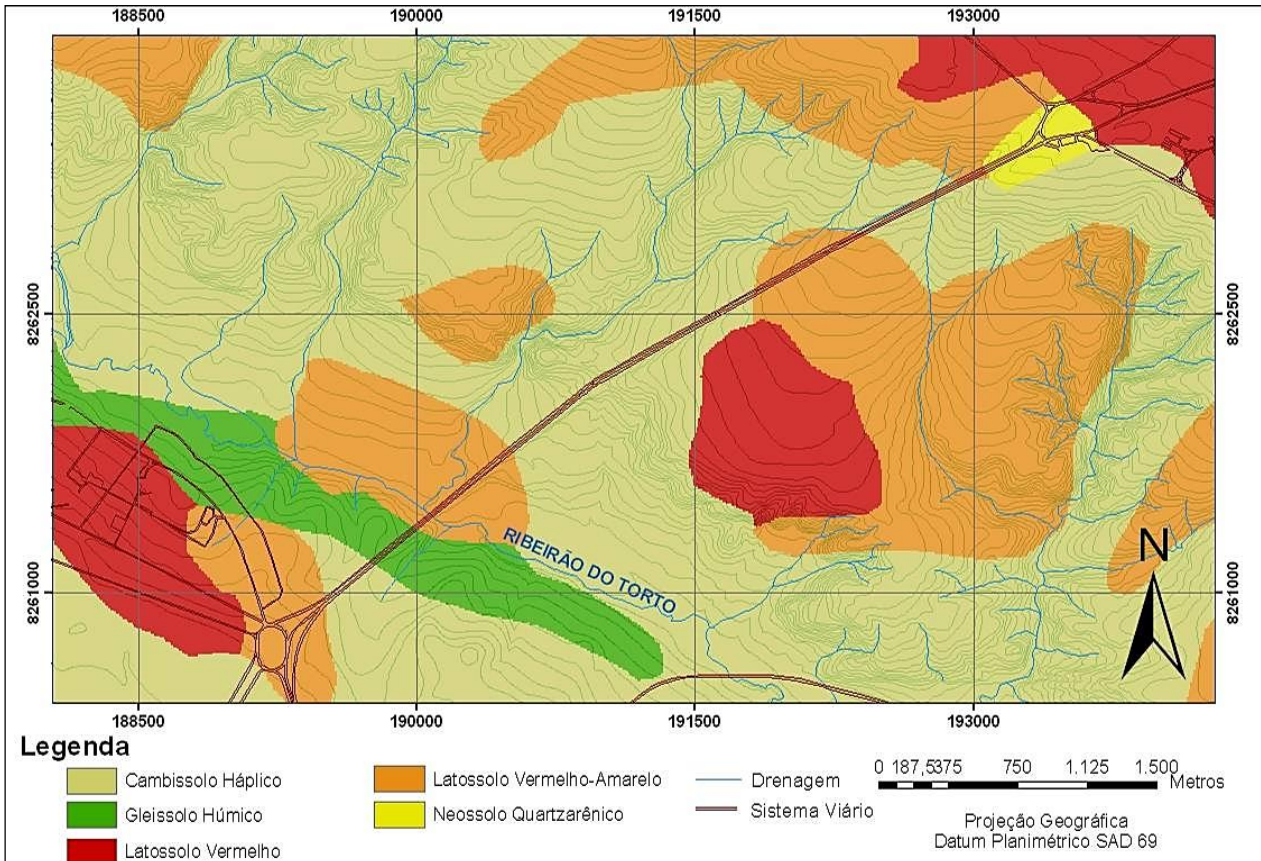 188500 190000 191500 193000
8262500 8262500
RIBEIRÃO DO TORTO
N
8261000 8261000
188500 190000 191500 193000
Legenda
Cambissolo Háplico
Gleissolo Húmico
Latossolo Vermelho
Latossolo Vermelho-Amarelo
Neossolo Quartzarênico
Drenagem
Sistema Viário
0 187,5375 750 1.125 1.500
Metros
Projeção Geográfica
Datum Planimétrico SAD 69